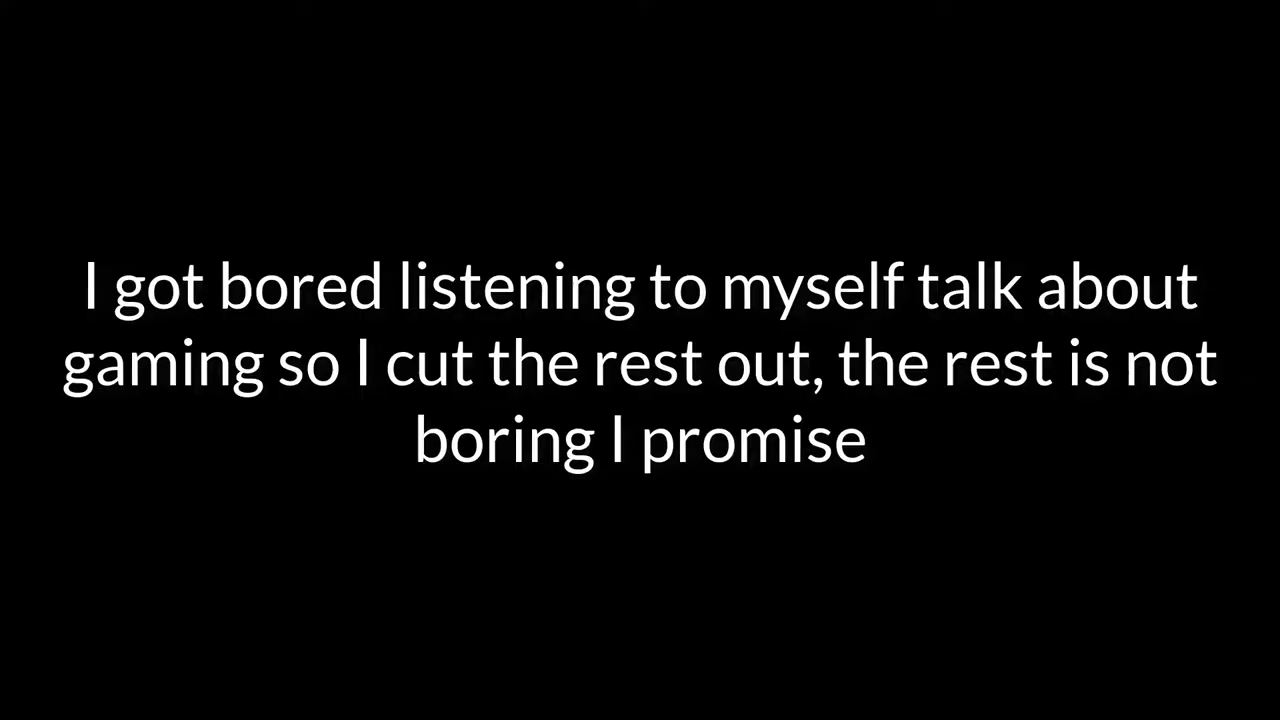 I got bored listening to myself talk about
gaming so I cut the rest out, the rest is not
boring I promise